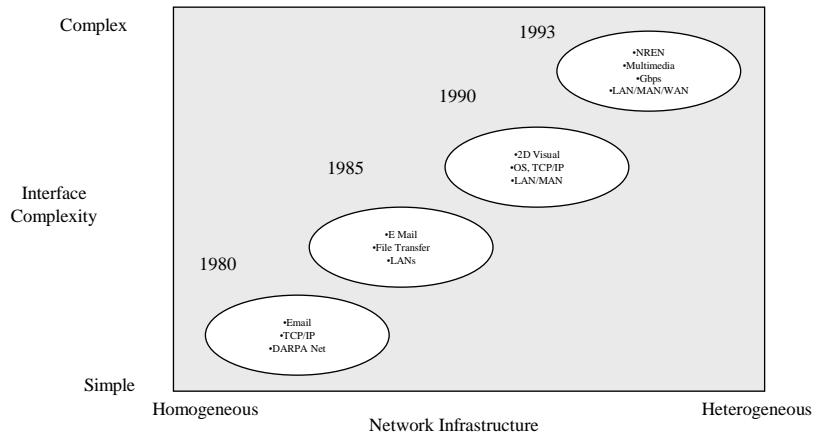 Complex
1993
•NREN
•Multimedia
•Gbps
•LAN/MAN/WAN
1990
•2D Visual
•OS, TCP/IP
•LAN/MAN
1985
Interface
Complexity
•E Mail
•File Transfer
•LANs
1980
•Email
•TCP/IP
•DARPA Net
Simple
Homogeneous
Heterogeneous
Network Infrastructure